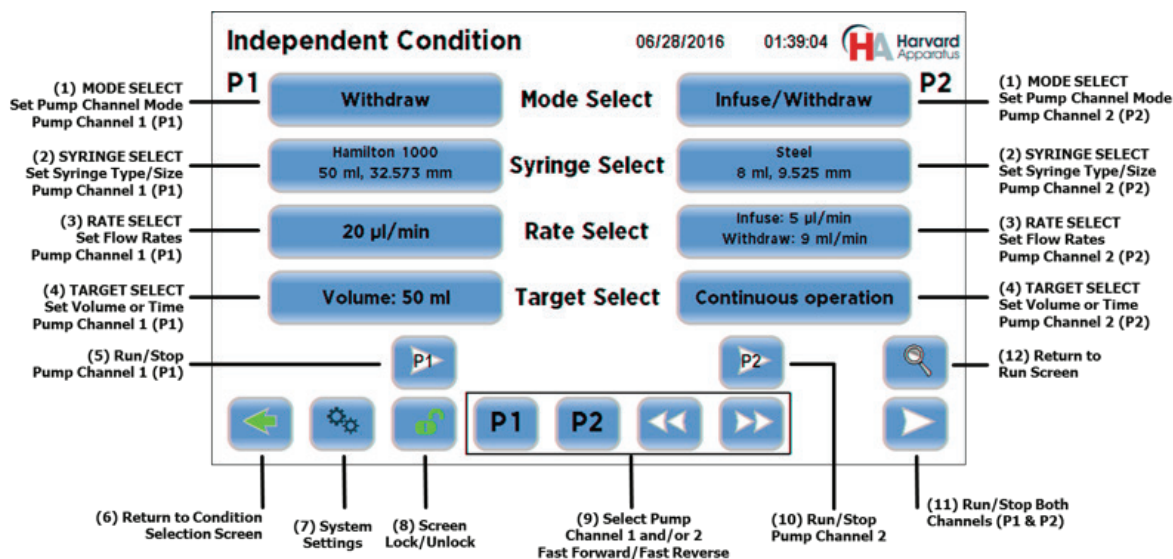 Independent Condition
06/28/2016
01:39:04
HA Harvard
Apparatus
P1
P2
(1) MODE SELECT
Set Pump Channel Mode
Pump Channel 1 (P1)
Withdraw
Mode Select
Infuse/Withdraw
(1) MODE SELECT
Set Pump Channel Mode
Pump Channel 2 (P2)
(2) SYRINGE SELECT
Set Syringe Type/Size
Pump Channel 1 (P1)
Hamilton 1000
50 ml, 32.573 mm
Syringe Select
Steel
8 ml, 9.525 mm
(2) SYRINGE SELECT
Set Syringe Type/Size
Pump Channel 2 (P2)
(3) RATE SELECT
Set Flow Rates
Pump Channel 1 (P1)
20 µl/min
Rate Select
Infuse: 5 µl/min
Withdraw: 9 ml/min
(3) RATE SELECT
Set Flow Rates
Pump Channel 2 (P2)
(4) TARGET SELECT
Set Volume or Time
Pump Channel 1 (P1)
Volume: 50 ml
Target Select
Continuous operation
(4) TARGET SELECT
Set Volume or Time
Pump Channel 2 (P2)
(5) Run/Stop
Pump Channel 1 (P1)
P1
P2
(12) Return to
Run Screen
P1
P2
(6) Return to Condition
Selection Screen
(7) System
Settings
(8) Screen
Lock/Unlock
(9) Select Pump
Channel 1 and/or 2
Fast Forward/Fast Reverse
(10) Run/Stop
Pump Channel 2
(11) Run/Stop Both
Channels (P1 & P2)